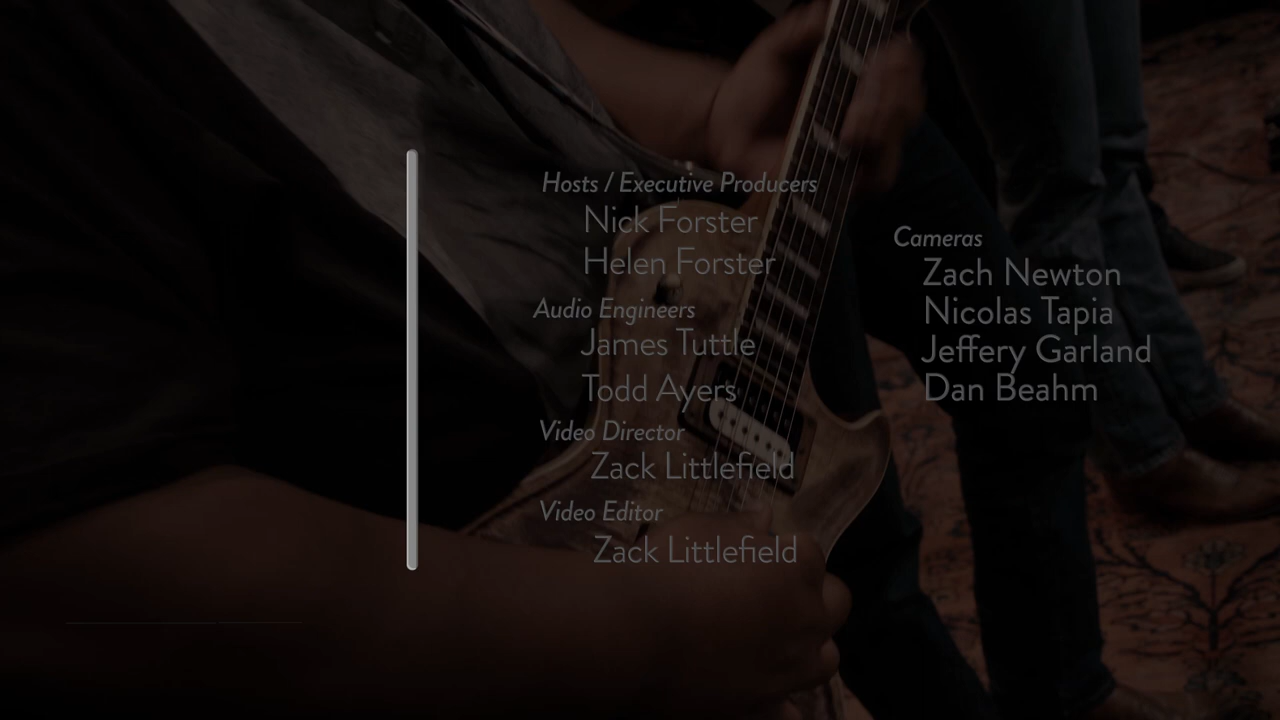 Hosts / Executive Producers
Nick Forster
Helen Forster
Audio Engineers
James Tuttle
Todd Ayers
Video Director
Zack Littlefield
Video Editor
Zack Littlefield
Cameras
Zach Newton
Nicolas Tapia
Jeffery Garland
Dan Beahm